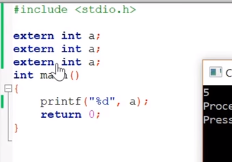 #include <stdio.h>
extern int a;
extern int a;
extern int a;
int main()
{
printf("%d", a);
return 0;
}
C
5
Proce
Press